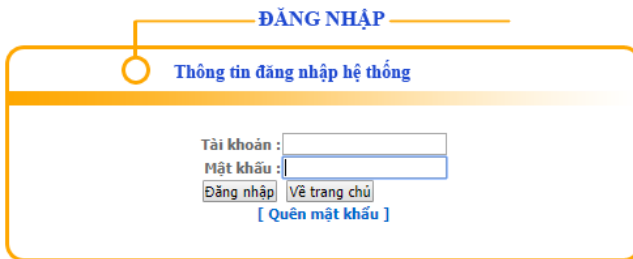 ĐĂNG NHẬP
Thông tin đăng nhập hệ thống
Tài khoản :
Mật khẩu :
Đăng nhập Về trang chủ
[ Quên mật khẩu ]